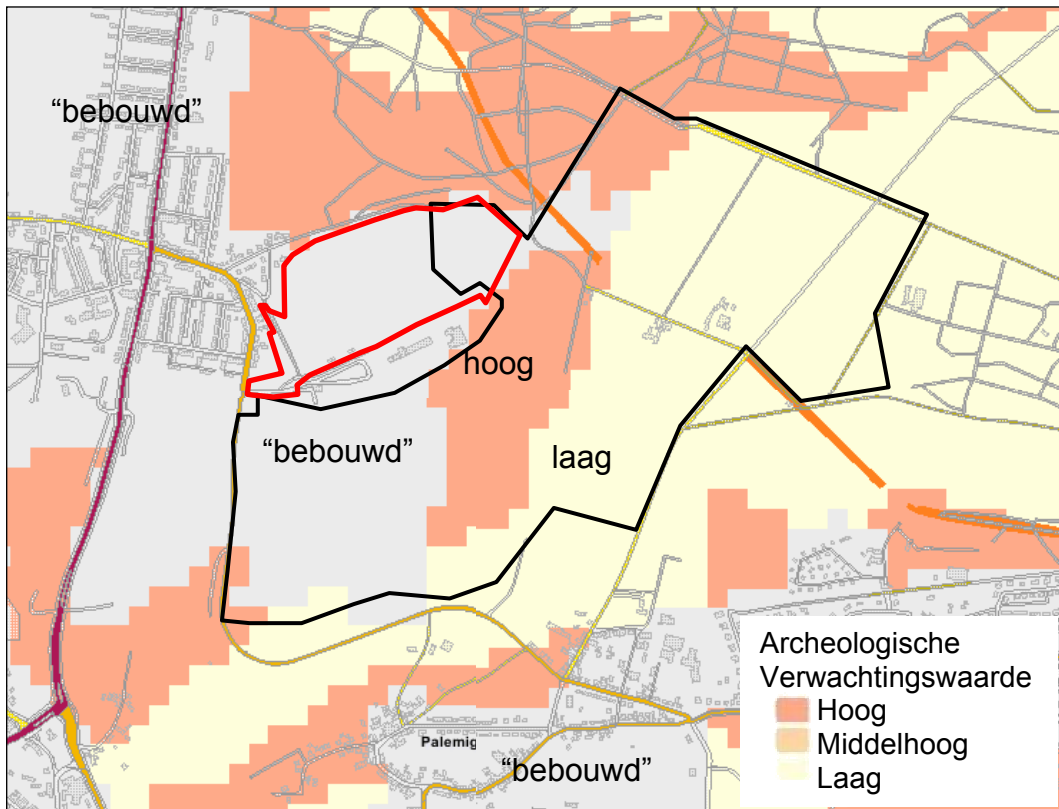 “bebouwd”
hoog
“bebouwd”
laag
Palemig
“bebouwd”
Archeologische
Verwachtingswaarde
Hoog
Middelhoog
Laag